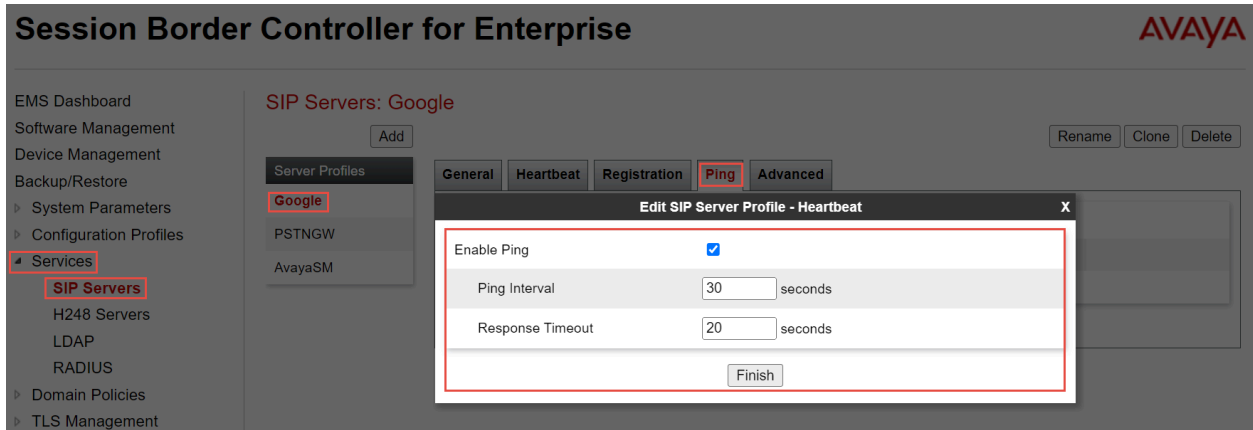 Session Border Controller for Enterprise
AVAYA
EMS Dashboard
Software Management
Device Management
Backup/Restore
System Parameters
Configuration Profiles
Services
SIP Servers
H248 Servers
LDAP
RADIUS
Domain Policies
TLS Management
SIP Servers: Google
Add
Rename Clone Delete
Server Profiles
Google
PSTNGW
AvayaSM
General Heartbeat Registration Ping Advanced
Edit SIP Server Profile - Heartbeat X
Enable Ping
Ping Interval 30 seconds
Response Timeout 20 seconds
Finish